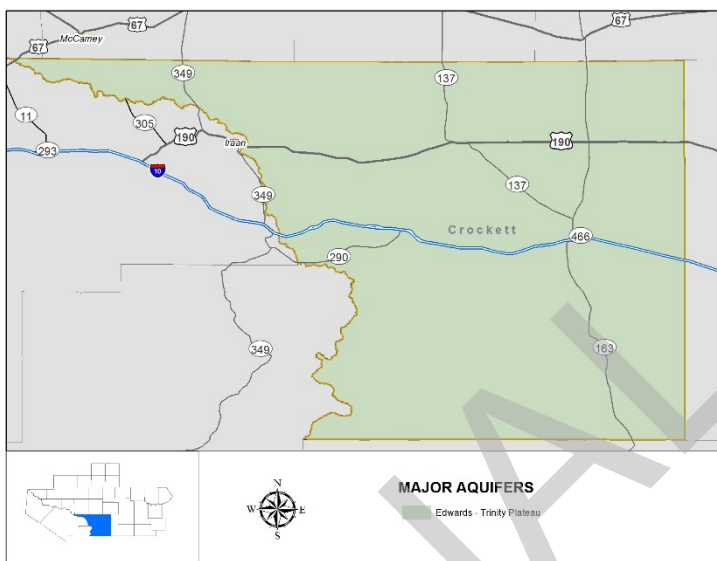 67
67
67
McCamey
349
137
11
305
190
Iraan
190
293
10
137
349
Crockett
466
290
349
163
N
W
E
S
MAJOR AQUIFERS
Edwards - Trinity Plateau